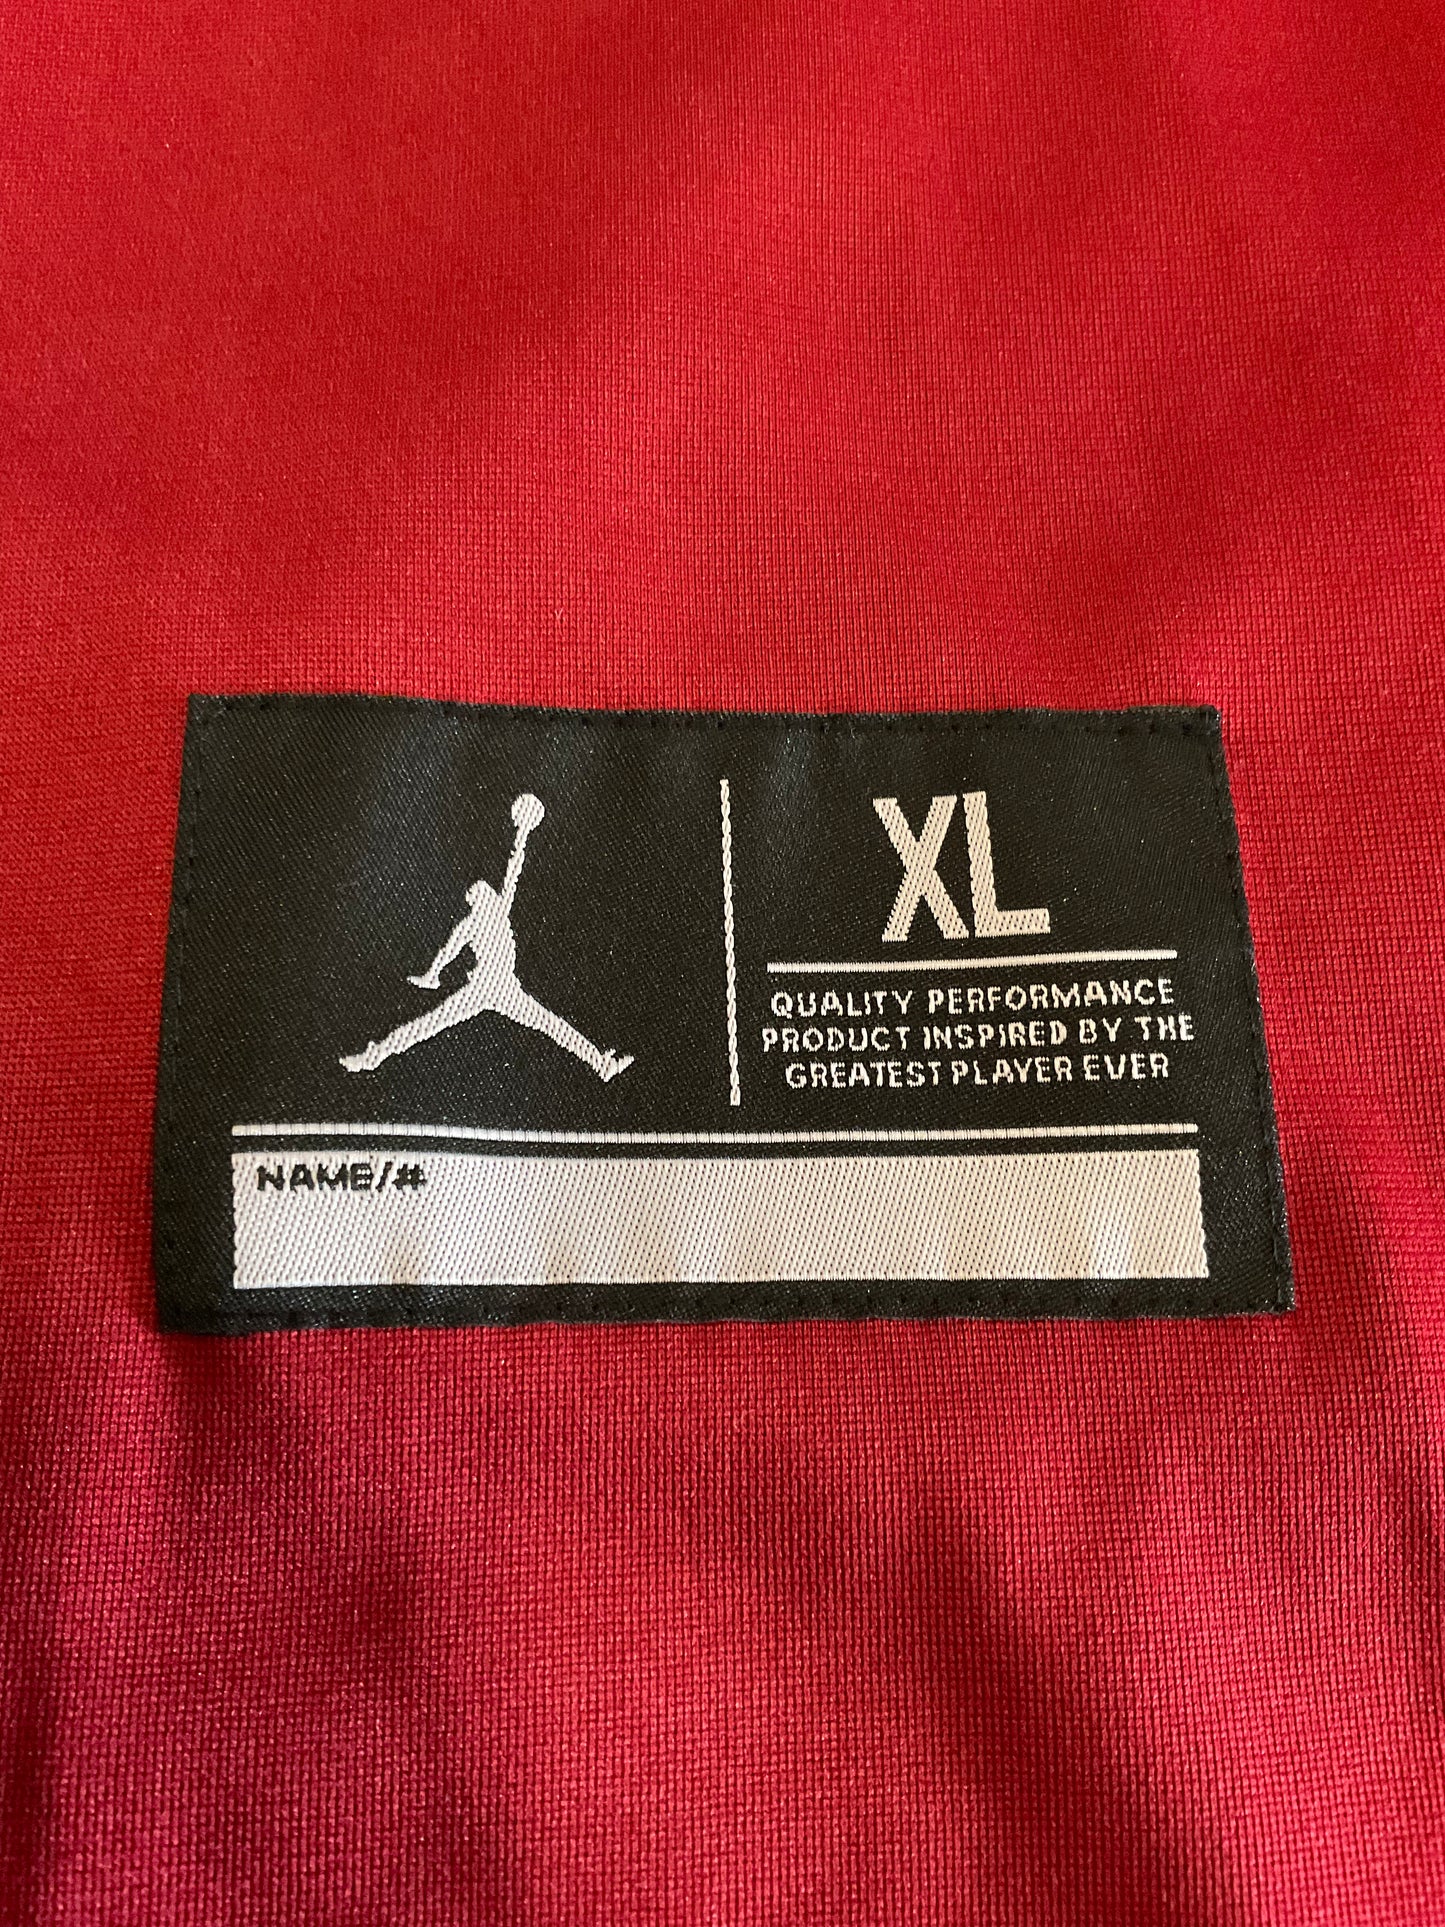 XL
QUALITY PERFORMANCE
PRODUCT INSPIRED BY THE
GREATEST PLAYER EVER
NAME/#